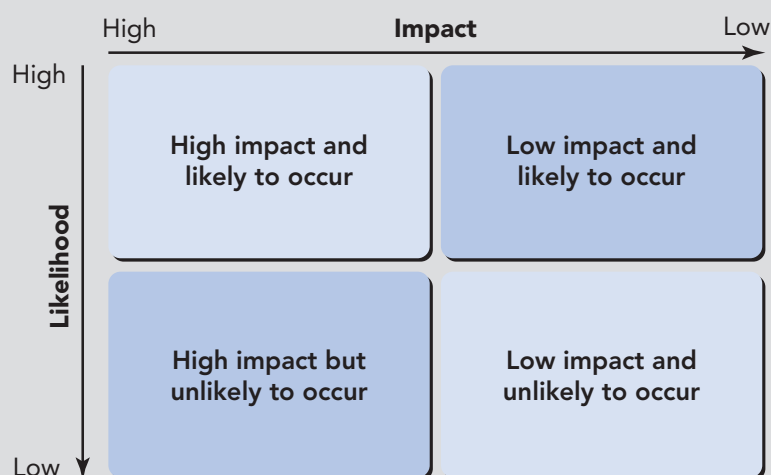 High Impact Low
High
High impact and
likely to occur
Low impact and
likely to occur
Likelihood
High impact but
unlikely to occur
Low impact and
unlikely to occur
Low